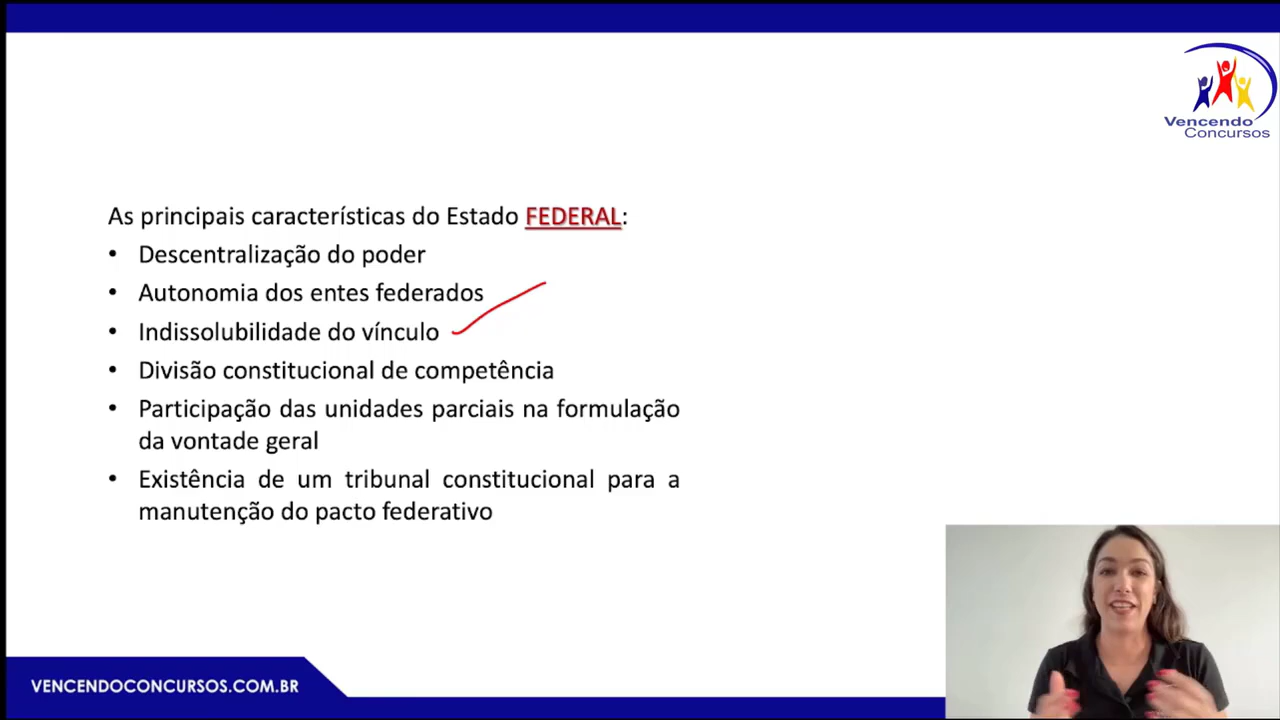 Vencendo
Concursos
As principais características do Estado FEDERAL:
• Descentralização do poder
• Autonomia dos entes federados
• Indissolubilidade do vínculo
• Divisão constitucional de competência
• Participação das unidades parciais na formulação
da vontade geral
• Existência de um tribunal constitucional para a
manutenção do pacto federativo
VENCENDOCONCURSOS.COM.BR